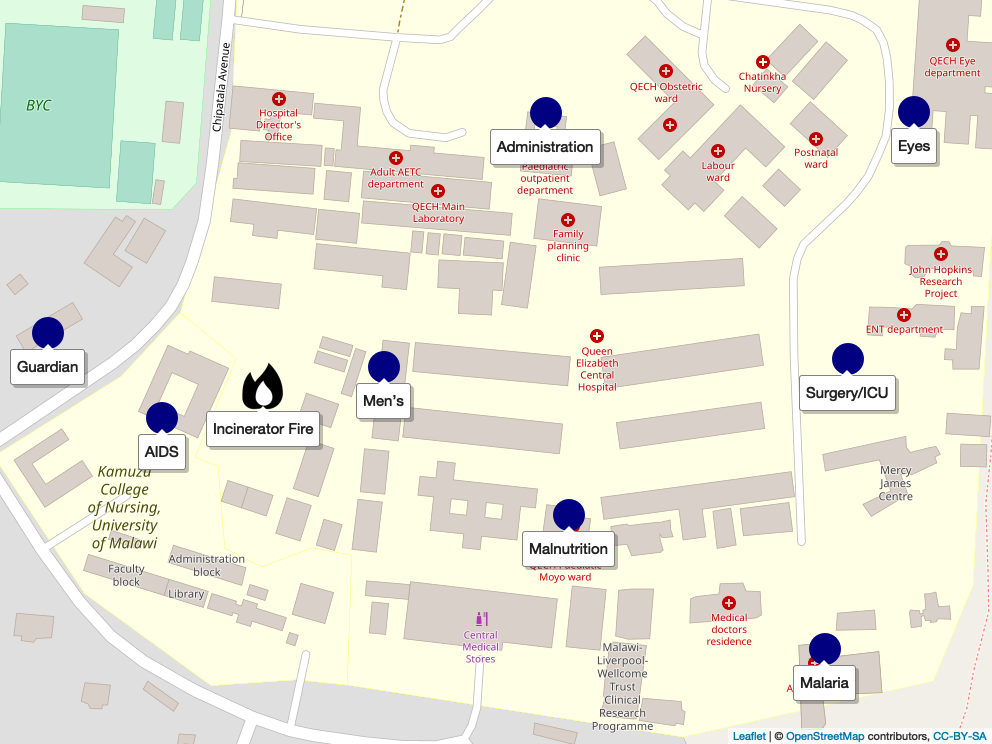 BYC
Chipatala Avenue
Hospital
Director's
Office
Adult AETC
department
QECH Main
Laboratory
Administration
Paediatric
outpatient
department
Family
planning
clinic
QECH Obstetric
ward
Chatinkha
Nursery
Labour
ward
Postnatal
ward
QECH Eye
department
Eyes
John Hopkins
Research
Project
ENT department
Queen
Elizabeth
Central
Hospital
Guardian
Men's
Surgery/ICU
Incinerator Fire
AIDS
Kamuzu
College
of Nursing,
University
of Malawi
Mercy
James
Centre
Malnutrition
QECH Paediatric
Moyo ward
Administration
block
Faculty
block
Library
Central
Medical
Stores
Medical
doctors
residence
Malawi-
Liverpool-
Wellcome
Trust
Clinical
Research
Programme
Malaria
Leaflet | © OpenStreetMap contributors, CC-BY-SA